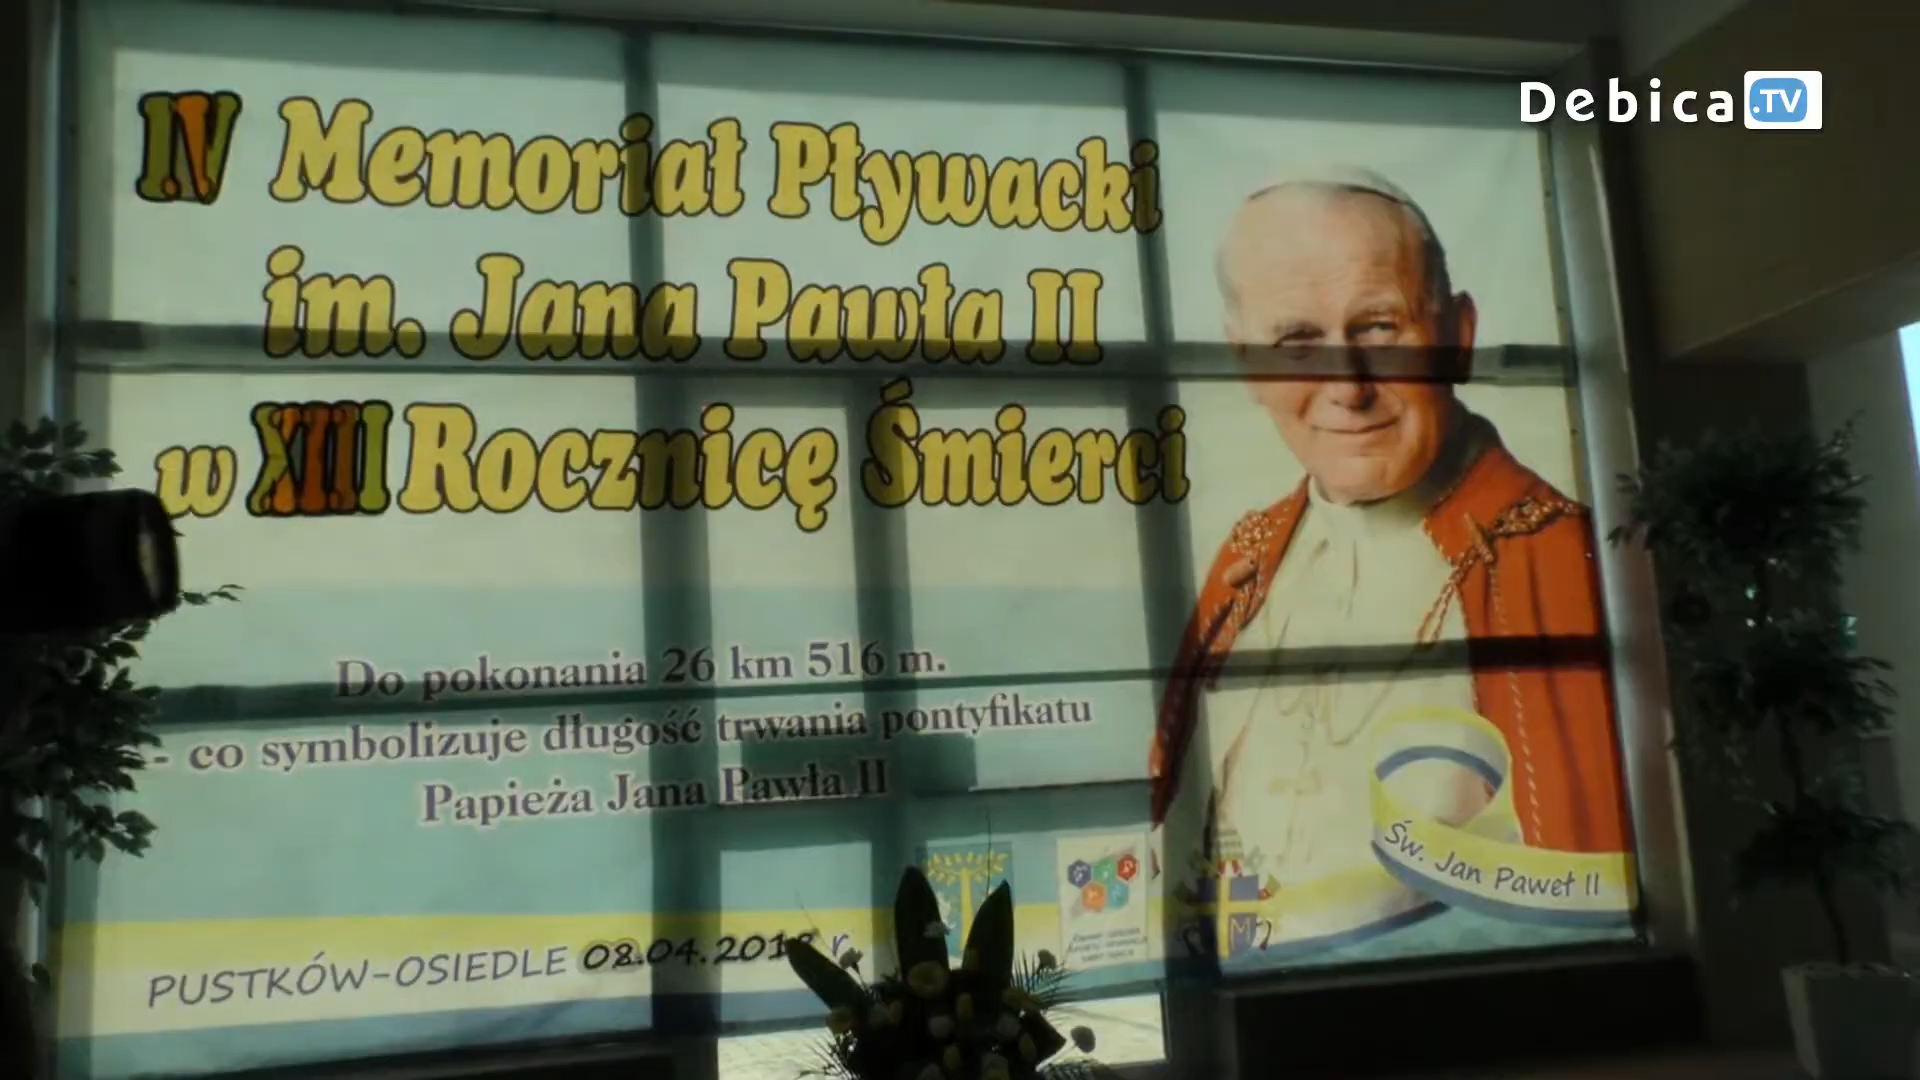 Debica.TV
IV Memoriał Pływacki
im. Jana Pawła II
w XIII Rocznicę Śmierci
Do pokonania 26 km 516 m.
- co symbolizuje długość trwania pontyfikatu
Papieża Jana Pawła II
Św. Jan Paweł II
PUSTKÓW-OSIEDLE 08.04.2018 r.
M